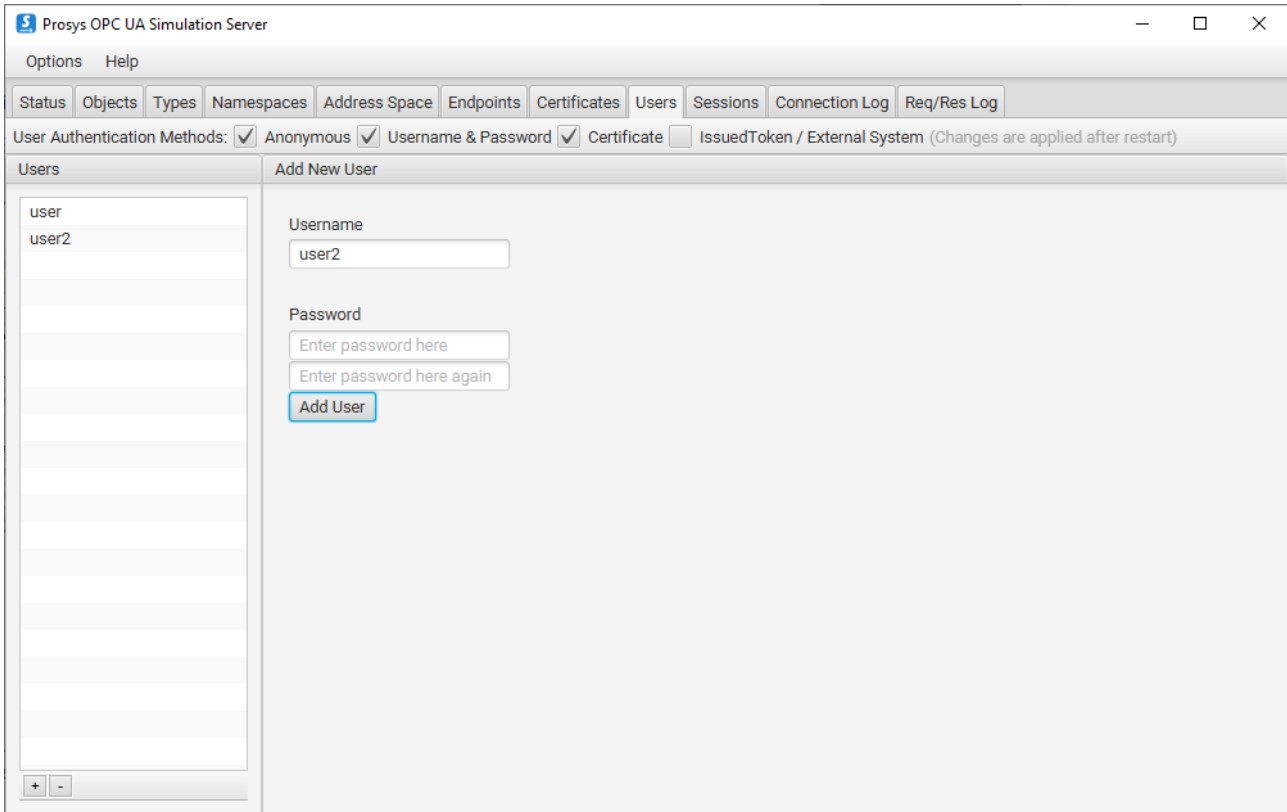 Prosys OPC UA Simulation Server
Options Help
Status Objects Types Namespaces Address Space Endpoints Certificates Users Sessions Connection Log Req/Res Log
User Authentication Methods: Anonymous Username & Password Certificate IssuedToken / External System (Changes are applied after restart)
Users
Add New User
user
user2
Username
user2
Password
Enter password here
Enter password here again
Add User
+ -